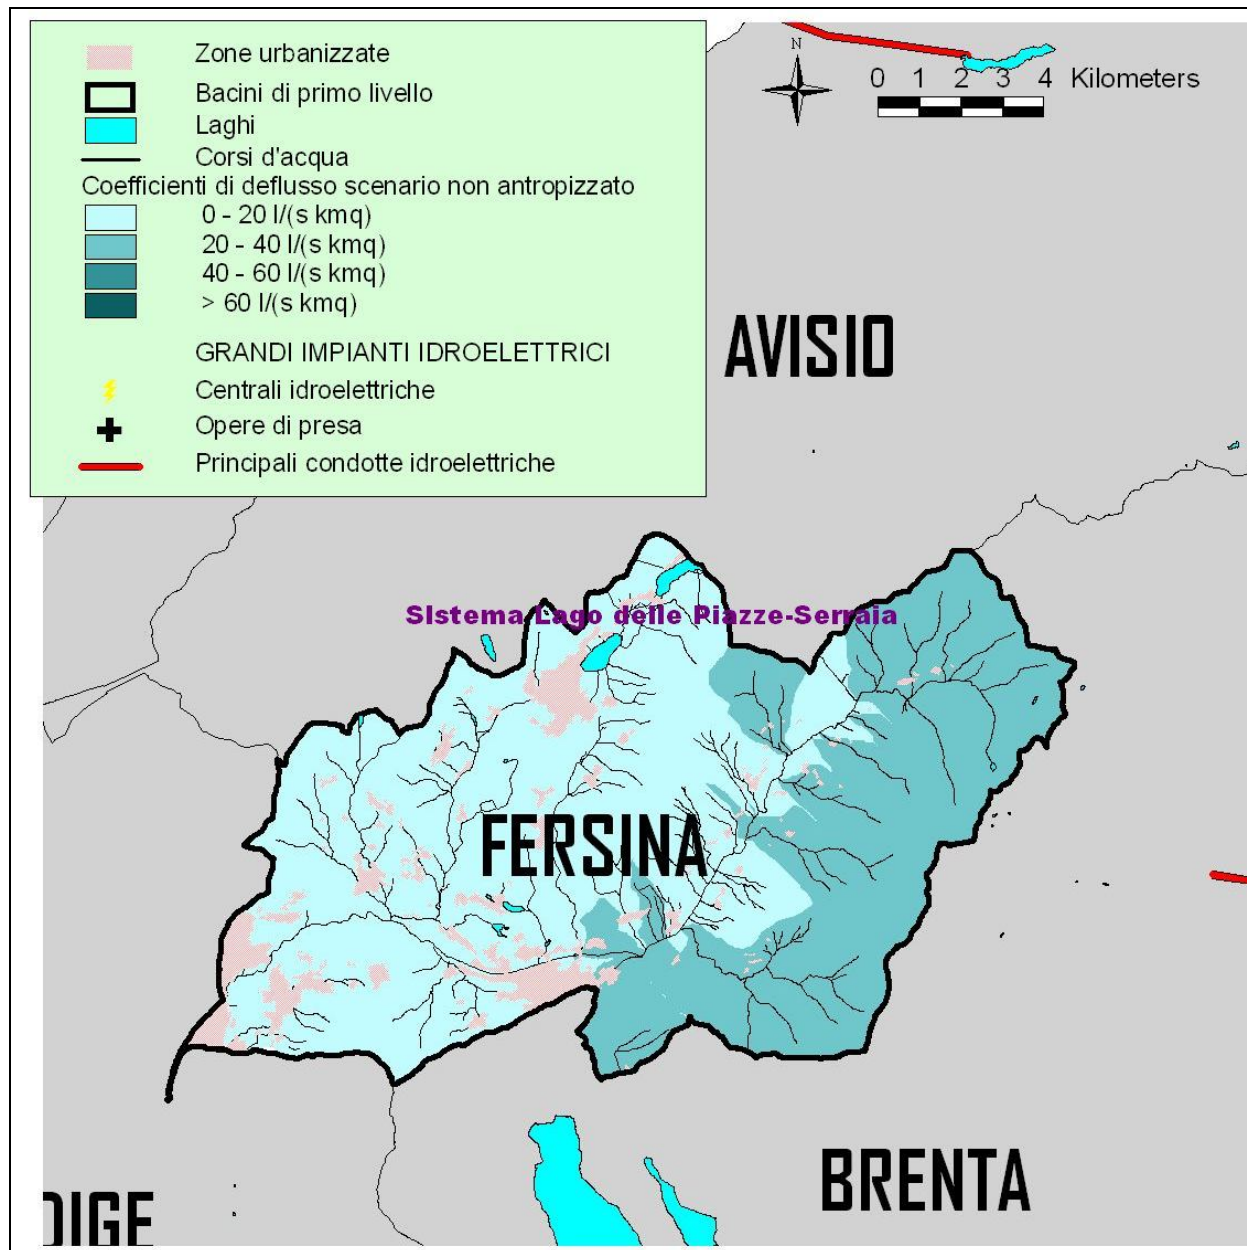 Zone urbanizzate
Bacini di primo livello
Laghi
Corsi d'acqua
Coefficienti di deflusso scenario non antropizzato
0 - 20 l/(s kmq)
20 - 40 l/(s kmq)
40 - 60 l/(s kmq)
> 60 l/(s kmq)
GRANDI IMPIANTI IDROELETTRICI
Centrali idroelettriche
Opere di presa
Principali condotte idroelettriche
N
0 1 2 3 4 Kilometers
AVISIO
Sistema Lago delle Piazze-Serraia
FERSINA
BRENTA
DIGE